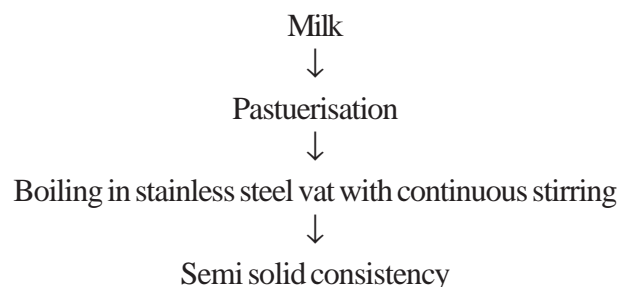 Milk
↓
Pastuerisation
↓
Boiling in stainless steel vat with continuous stirring
↓
Semi solid consistency